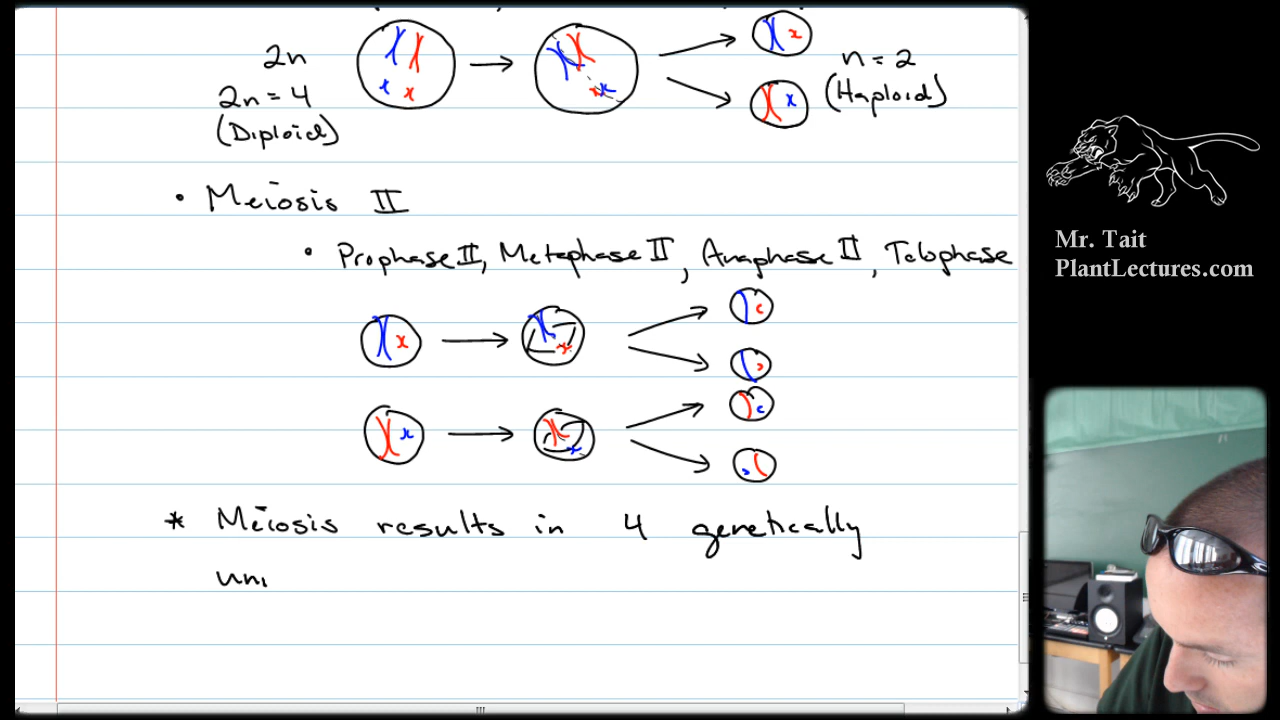 2n
2n = 4
(Diploid)
n = 2
(Haploid)
• Meiosis II
• Prophase II, Metaphase II, Anaphase II, Telophase
* Meiosis results in 4 genetically
uni
Mr. Tait
PlantLectures.com